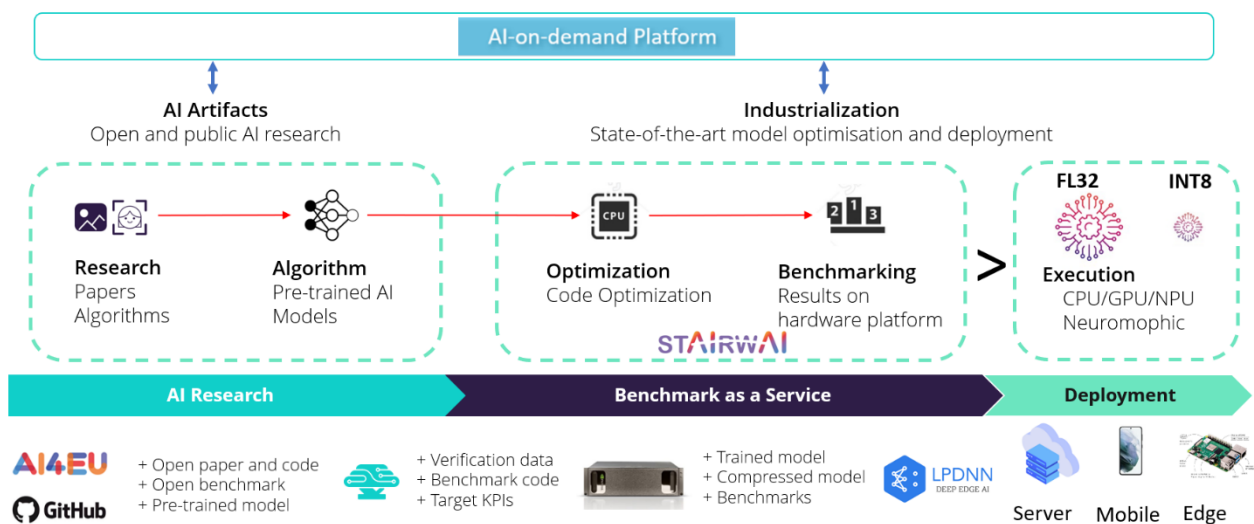 AI-on-demand Platform
AI Artifacts
Open and public AI research
Industrialization
State-of-the-art model optimisation and deployment
Research
Papers
Algorithms
Algorithm
Pre-trained AI
Models
CPU
Optimization
Code Optimization
2 1 3
Benchmarking
Results on
hardware platform
STAIRWAI
>
FL32
INT8
Execution
CPU/GPU/NPU
Neuromophic
AI Research
Benchmark as a Service
Deployment
AI4EU
GitHub
+ Open paper and code
+ Open benchmark
+ Pre-trained model
+ Verification data
+ Benchmark code
+ Target KPIs
+ Trained model
+ Compressed model
+ Benchmarks
LPDNN
DEEP EDGE AI
Server
Mobile
Edge